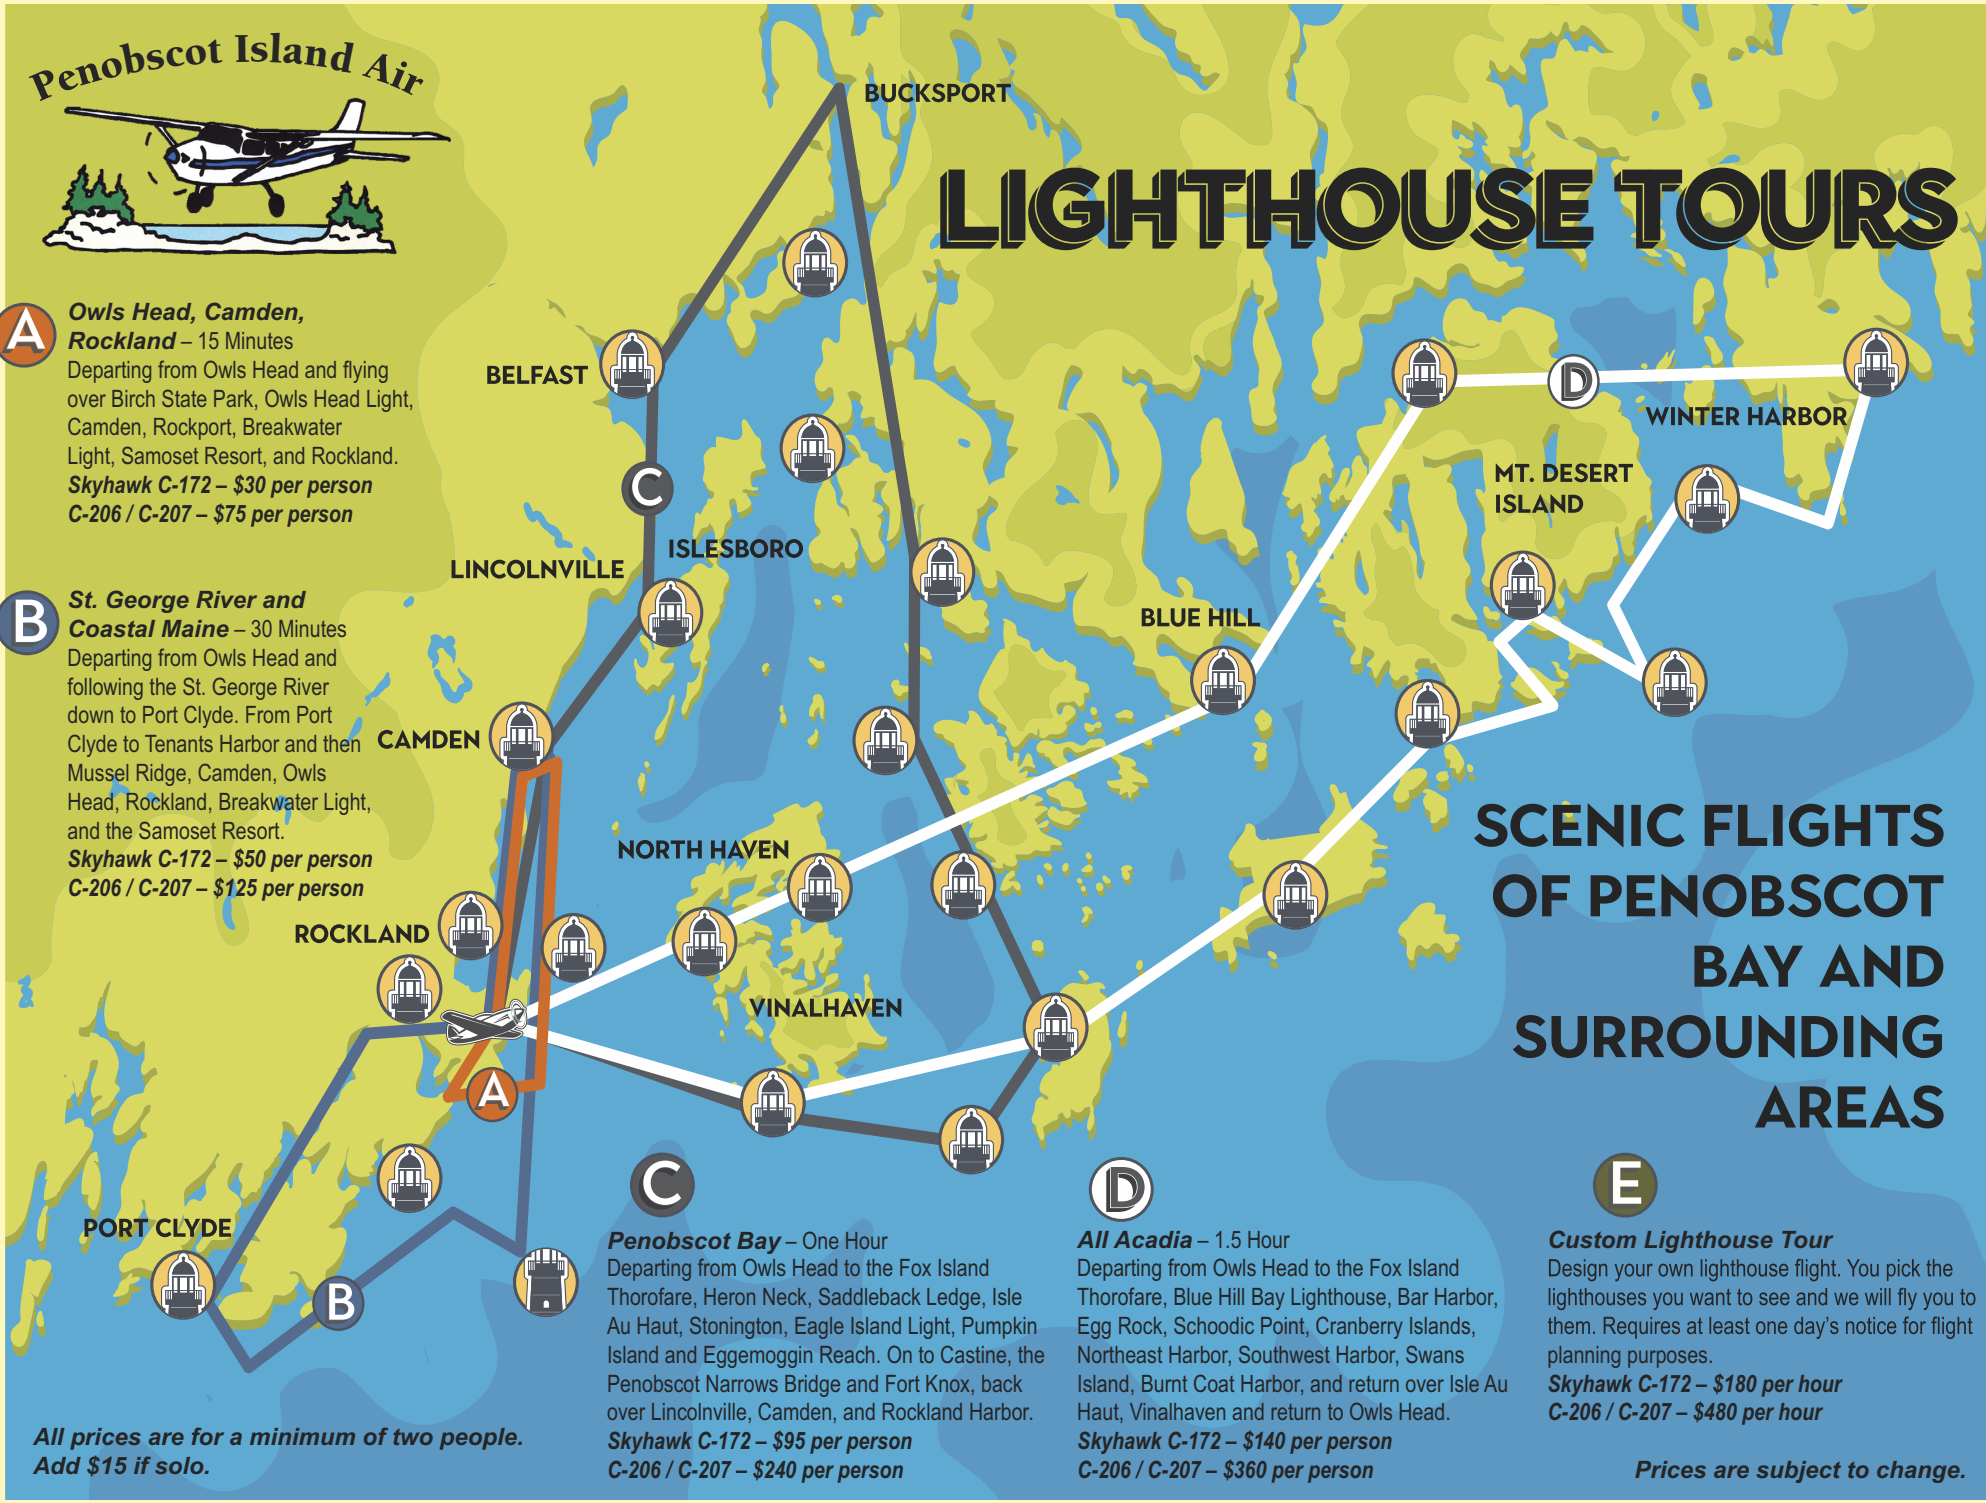 Penobscot Island Air
LIGHTHOUSE TOURS
A
Owls Head, Camden,
Rockland – 15 Minutes
Departing from Owls Head and flying
over Birch State Park, Owls Head Light,
Camden, Rockport, Breakwater
Light, Samoset Resort, and Rockland.
Skyhawk C-172 – $30 per person
C-206 / C-207 – $75 per person
B
St. George River and
Coastal Maine – 30 Minutes
Departing from Owls Head and
following the St. George River
down to Port Clyde. From Port
Clyde to Tenants Harbor and then
Mussel Ridge, Camden, Owls
Head, Rockland, Breakwater Light,
and the Samoset Resort.
Skyhawk C-172 – $50 per person
C-206 / C-207 – $125 per person
BUCKSPORT
BELFAST
C
ISLESBORO
LINCOLNVILLE
CAMDEN
D
WINTER HARBOR
MT. DESERT
ISLAND
BLUE HILL
NORTH HAVEN
ROCKLAND
VINALHAVEN
A
PORT CLYDE
B
SCENIC FLIGHTS
OF PENOBSCOT
BAY AND
SURROUNDING
AREAS
C
Penobscot Bay – One Hour
Departing from Owls Head to the Fox Island
Thorofare, Heron Neck, Saddleback Ledge, Isle
Au Haut, Stonington, Eagle Island Light, Pumpkin
Island and Eggemoggin Reach. On to Castine, the
Penobscot Narrows Bridge and Fort Knox, back
over Lincolnville, Camden, and Rockland Harbor.
Skyhawk C-172 – $95 per person
C-206 / C-207 – $240 per person
D
All Acadia – 1.5 Hour
Departing from Owls Head to the Fox Island
Thorofare, Blue Hill Bay Lighthouse, Bar Harbor,
Egg Rock, Schoodic Point, Cranberry Islands,
Northeast Harbor, Southwest Harbor, Swans
Island, Burnt Coat Harbor, and return over Isle Au
Haut, Vinalhaven and return to Owls Head.
Skyhawk C-172 – $140 per person
C-206 / C-207 – $360 per person
E
Custom Lighthouse Tour
Design your own lighthouse flight. You pick the
lighthouses you want to see and we will fly you to
them. Requires at least one day's notice for flight
planning purposes.
Skyhawk C-172 – $180 per hour
C-206 / C-207 – $480 per hour
All prices are for a minimum of two people.
Add $15 if solo.
Prices are subject to change.